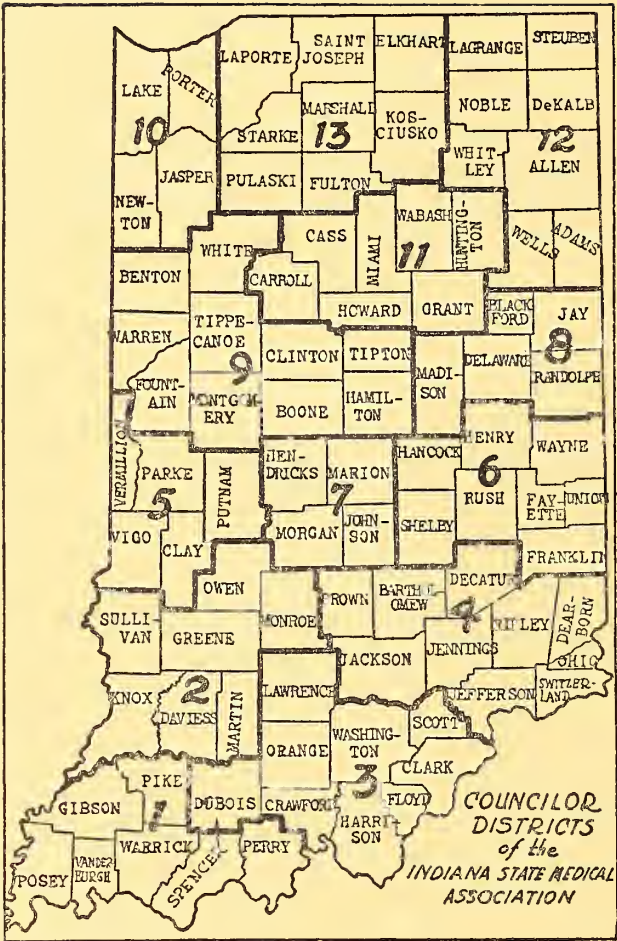 SAINT
LAPORTE
JOSEPH
ELKHART
LAGRANGE
STEUBEN
LAKE
PORTER
MARSHALL
KOS-
CIUSKO
NOBLE
DeKALB
10
STARKE
13
12
WHIT-
LEY
ALLEN
JASPER
PULASKI
FULTON
NEW-
TON
WABASH
HUNTING-
TON
WELLS
ADAMS
CASS
MIAMI
11
WHITE
BENTON
CARROLL
HOWARD
GRANT
BLACK
FORD
JAY
WARREN
TIPPE-
CANOE
CLINTON
TIPTON
MADI-
SON
DELAWARE
8
RANDOLPH
9
FOUNT-
AIN
MONTGOM
ERY
BOONE
HAMIL-
TON
VERMILLION
HEN-
DRICKS
MARION
HANCOCK
HENRY
WAYNE
PARKE
5
PUTNAM
7
6
RUSH
FAY-
ETTE
UNION
VIGO
CLAY
MORGAN
JOHN-
SON
SHELBY
FRANKLIN
OWEN
DECATUR
SULLI-
VAN
GREENE
MONROE
BROWN
BARTHOL
OMEW
4
RIPLEY
DEAR-
BORN
JENNINGS
OHIO
JACKSON
KNOX
2
DAVIESS
MARTIN
LAWRENCE
JEFFERSON
SWITZER-
LAND
SCOTT
ORANGE
WASHING-
TON
CLARK
3
PIKE
GIBSON
1
DUBOIS
CRAWFORD
FLOYD
HARRI-
SON
WARRICK
PERRY
SPENCER
POSEY
VANDER
BURGH
COUNCILOR
DISTRICTS
of the
INDIANA STATE MEDICAL
ASSOCIATION